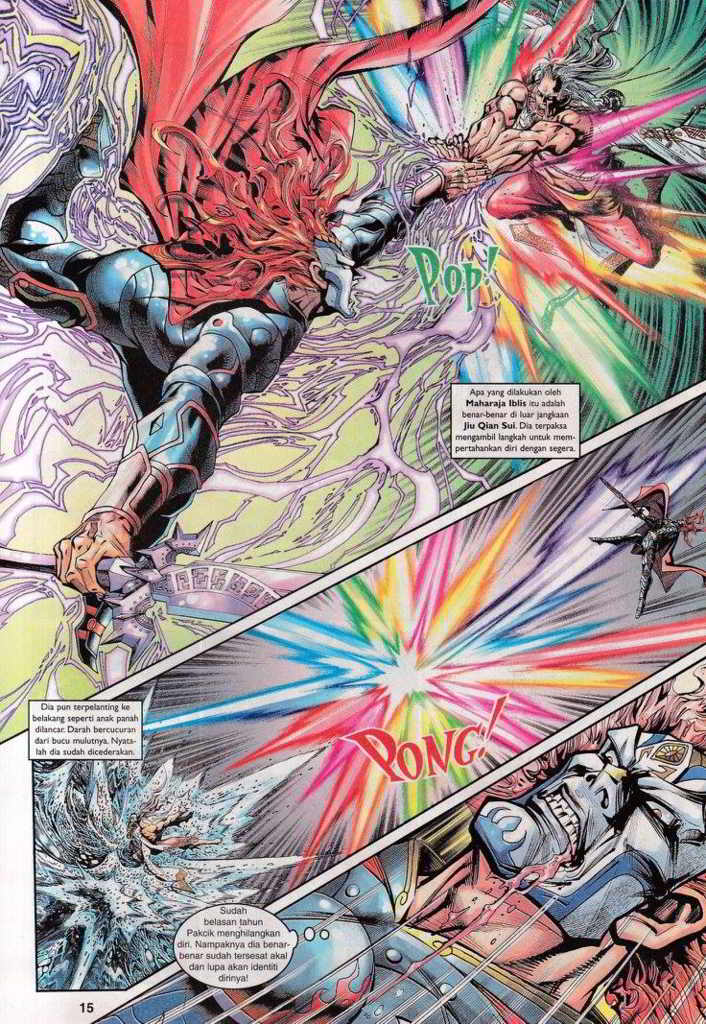 Pop!
Apa yang dilakukan oleh
Maharaja Iblis itu adalah
benar-benar di luar jangkaan
Jiu Qian Sui. Dia terpaksa
mengambil langkah untuk mem-
pertahankan diri dengan segera.
Dia pun terpelanting ke
belakang seperti anak panah
dilancar. Darah bercucuran
dari bucu mulutnya. Nyata-
lah dia sudah dicederakan.
PONG!
Sudah
belasan tahun
Pakcik menghilangkan
diri. Nampaknya dia benar-
benar sudah tersesat akal
dan lupa akan identiti
dirinya!
15